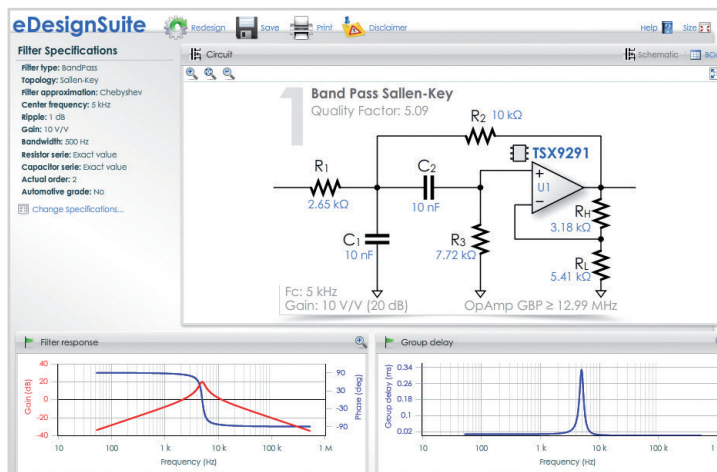 eDesignSuite
Redesign
Save
Print
Disclaimer
Help
Size
Filter Specifications
Filter type: BandPass
Topology: Sallen-Key
Filter approximation: Chebyshev
Center frequency: 5 kHz
Ripple: 1 dB
Gain: 10 V/V
Bandwidth: 500 Hz
Resistor serie: Exact value
Capacitor serie: Exact value
Actual order: 2
Automotive grade: No
Change Specifications...
Circuit
Schematic
1
Band Pass Sallen-Key
Quality Factor: 5.09
R2 10 kΩ
TSX9291
R1
2.65 kΩ
C2
10 nF
+
U1
−
C1
10 nF
R3
7.72 kΩ
RH
3.18 kΩ
RL
5.41 kΩ
Fc: 5 kHz
Gain: 10 V/V (20 dB)
OpAmp GBP ≥ 12.99 MHz
Filter response
Gain (dB)
40
20
0
-20
-40
90
30
-30
-90
Phase (deg)
10
100
1 k
10 k
100 k
1 M
Frequency (Hz)
Group delay
Group delay (ms)
0.34
0.26
0.18
0.1
0.02
10
100
1 k
10 k
100 k
Frequency (Hz)